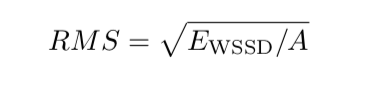 RMS = √E_WSSD/A